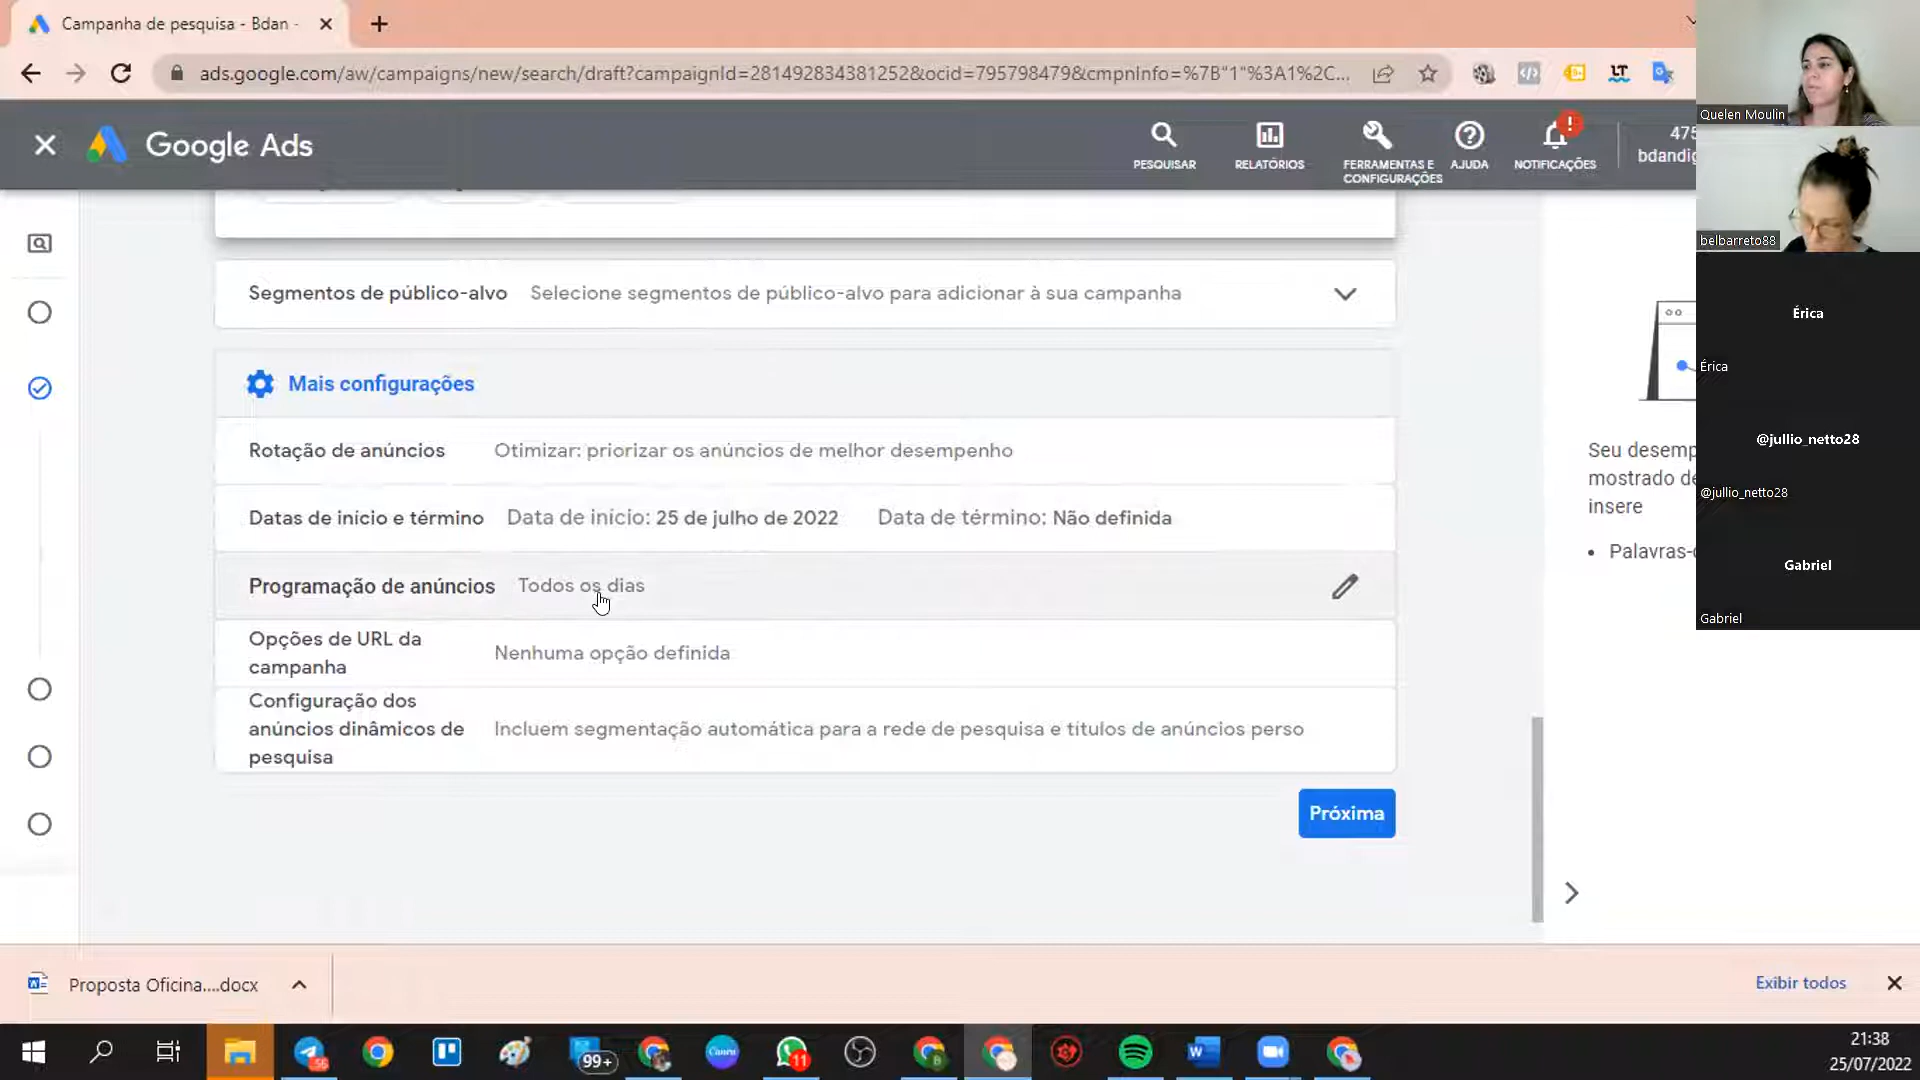 Campanha de pesquisa - Bdan -
ads.google.com/aw/campaigns/new/search/draft?campaignId=281492834381252&ocid=795798479&cmpnInfo=%7B"1"%3A1%2C...
Google Ads
PESQUISAR
RELATÓRIOS
FERRAMENTAS E
CONFIGURAÇÕES
AJUDA
NOTIFICAÇÕES
475
bdandig
Quelen Moulin
belbarreto88
Érica
Érica
@jullio_netto28
@jullio_netto28
Gabriel
Gabriel
Segmentos de público-alvo Selecione segmentos de público-alvo para adicionar à sua campanha
Mais configurações
Rotação de anúncios Otimizar: priorizar os anúncios de melhor desempenho
Datas de início e término Data de início: 25 de julho de 2022 Data de término: Não definida
Programação de anúncios Todos os dias
Opções de URL da
campanha
Nenhuma opção definida
Configuração dos
anúncios dinâmicos de
pesquisa
Incluem segmentação automática para a rede de pesquisa e títulos de anúncios perso
Próxima
Seu desemp
mostrado de
insere
• Palavras-c
Proposta Oficina....docx
Exibir todos
56
99+
Canva
11
21:38
25/07/2022